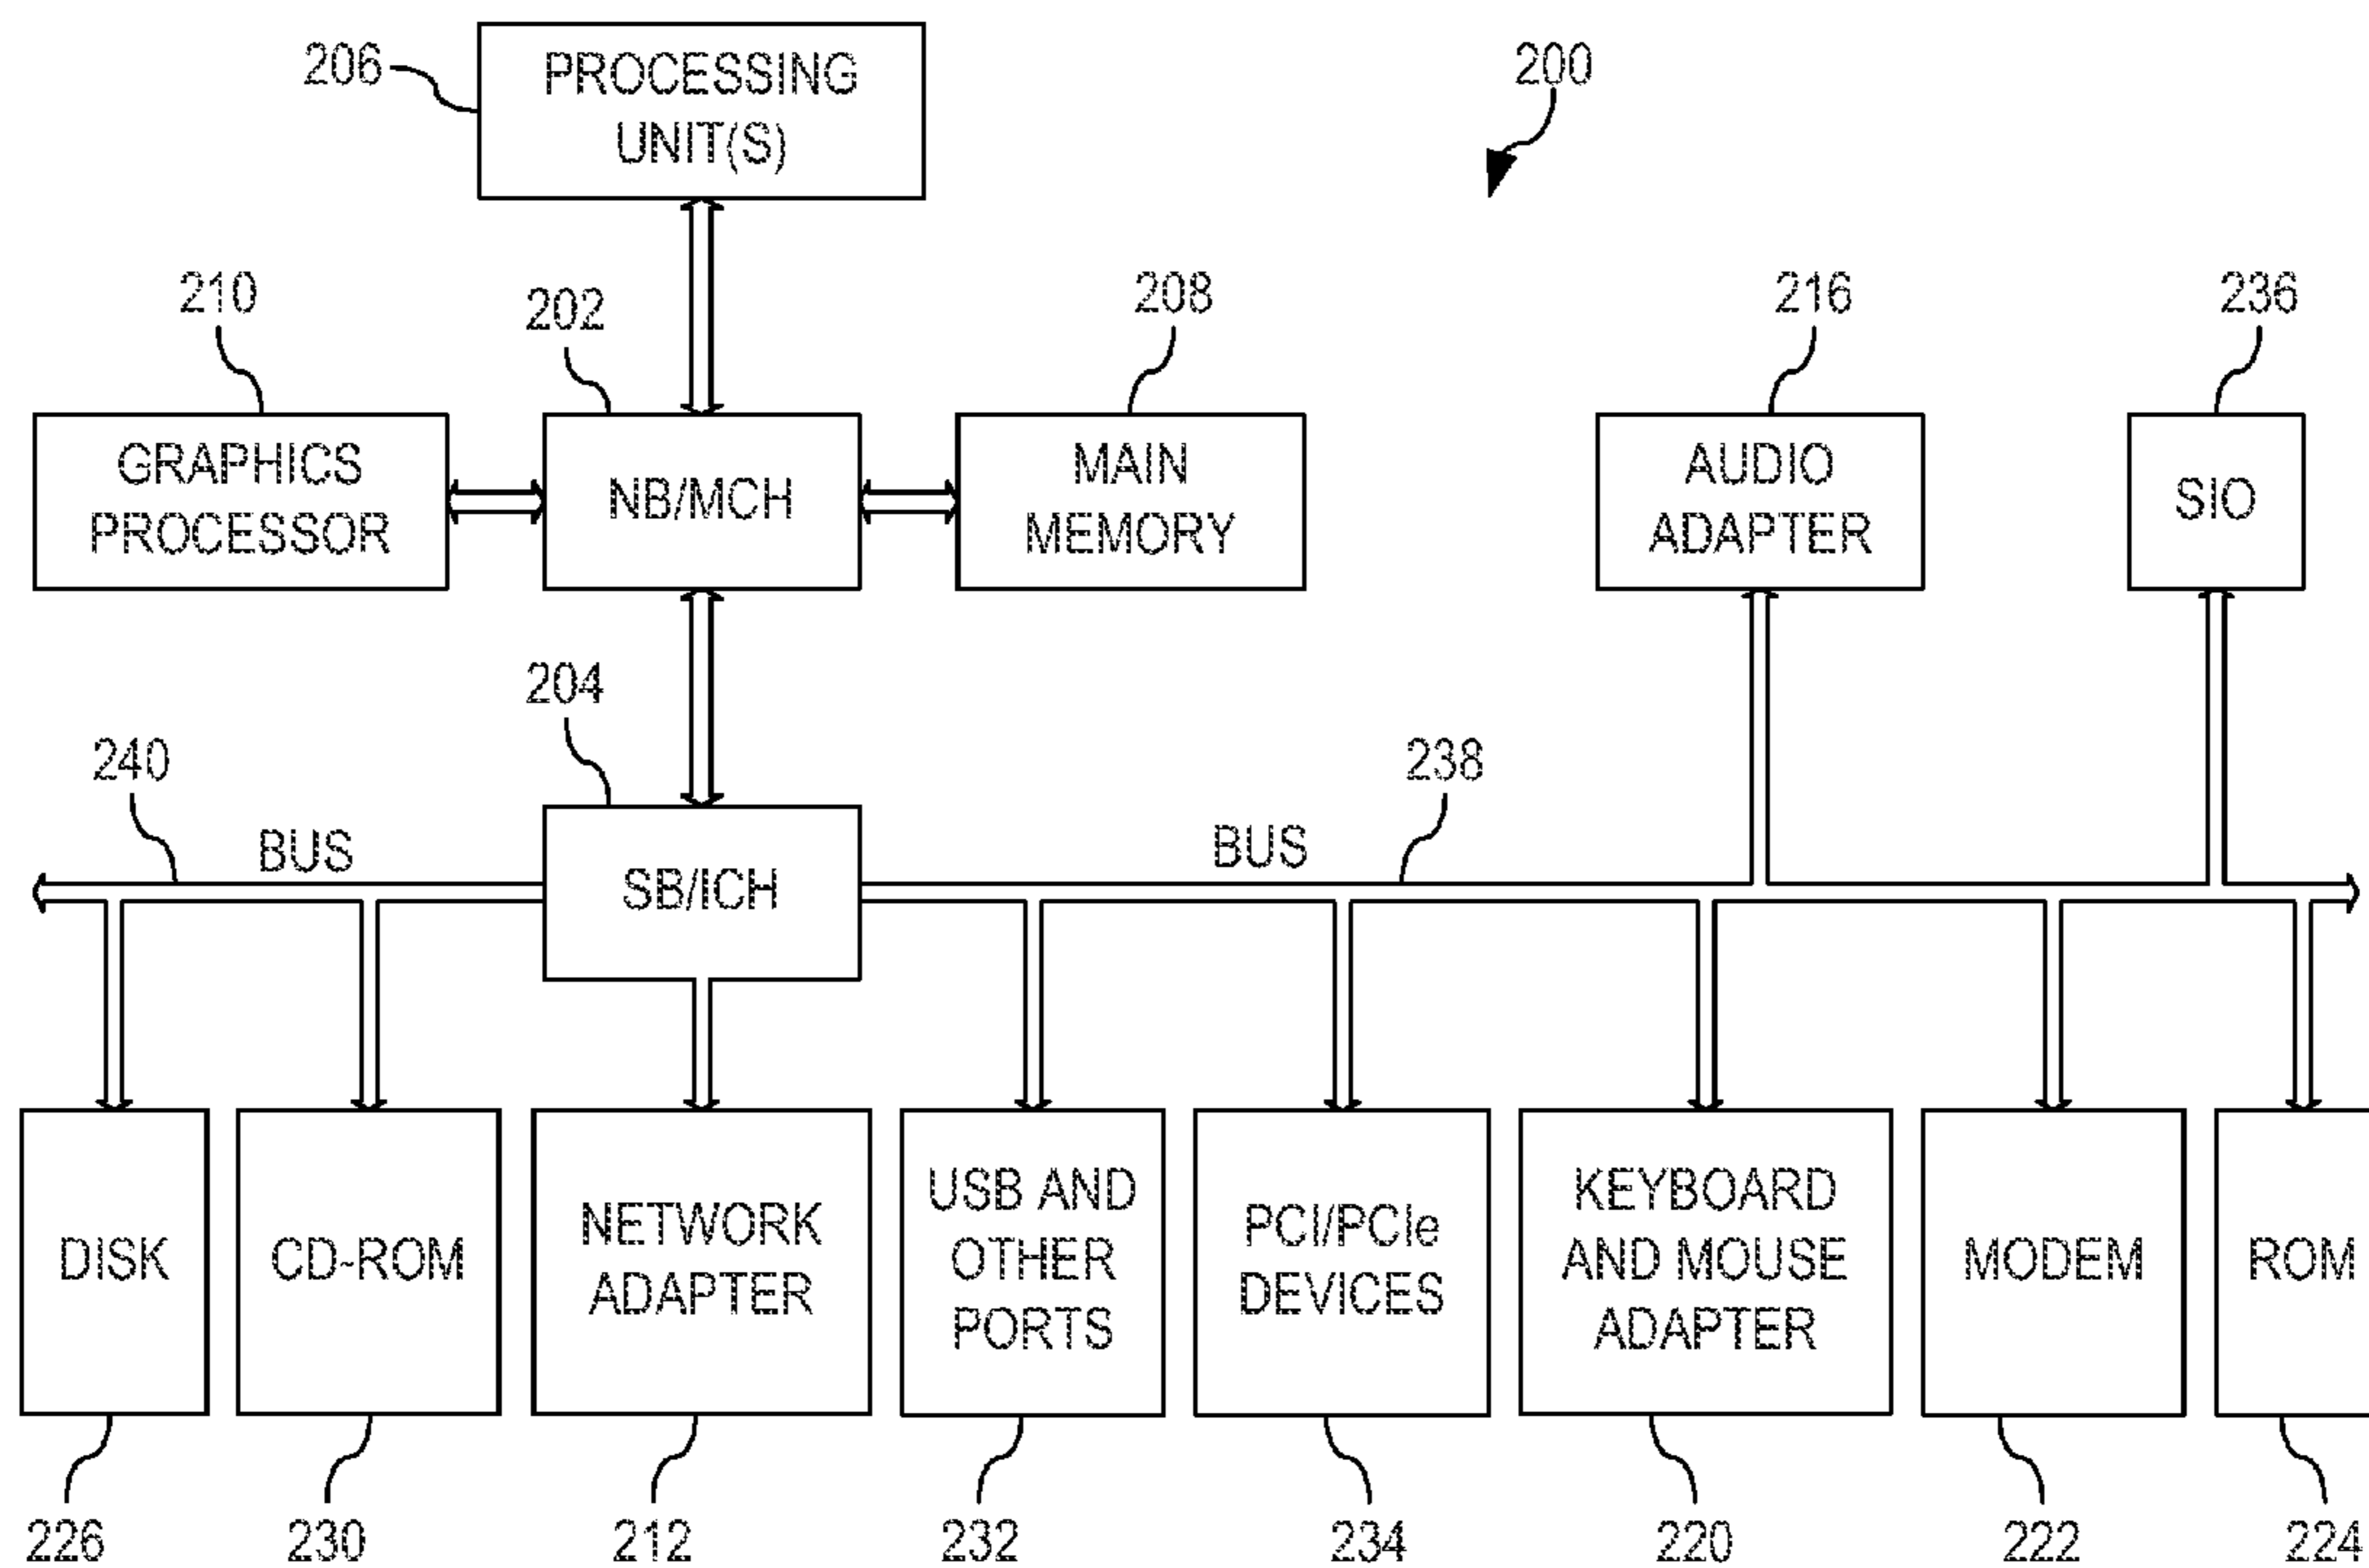 206
PROCESSING
UNIT(S)
200
210
202
208
216
236
GRAPHICS
PROCESSOR
NB/MCH
MAIN
MEMORY
AUDIO
ADAPTER
SIO
204
240
238
BUS
BUS
SB/ICH
DISK
CD-ROM
NETWORK
ADAPTER
USB AND
OTHER
PORTS
PCI/PCIe
DEVICES
KEYBOARD
AND MOUSE
ADAPTER
MODEM
ROM
226
230
212
232
234
220
222
224